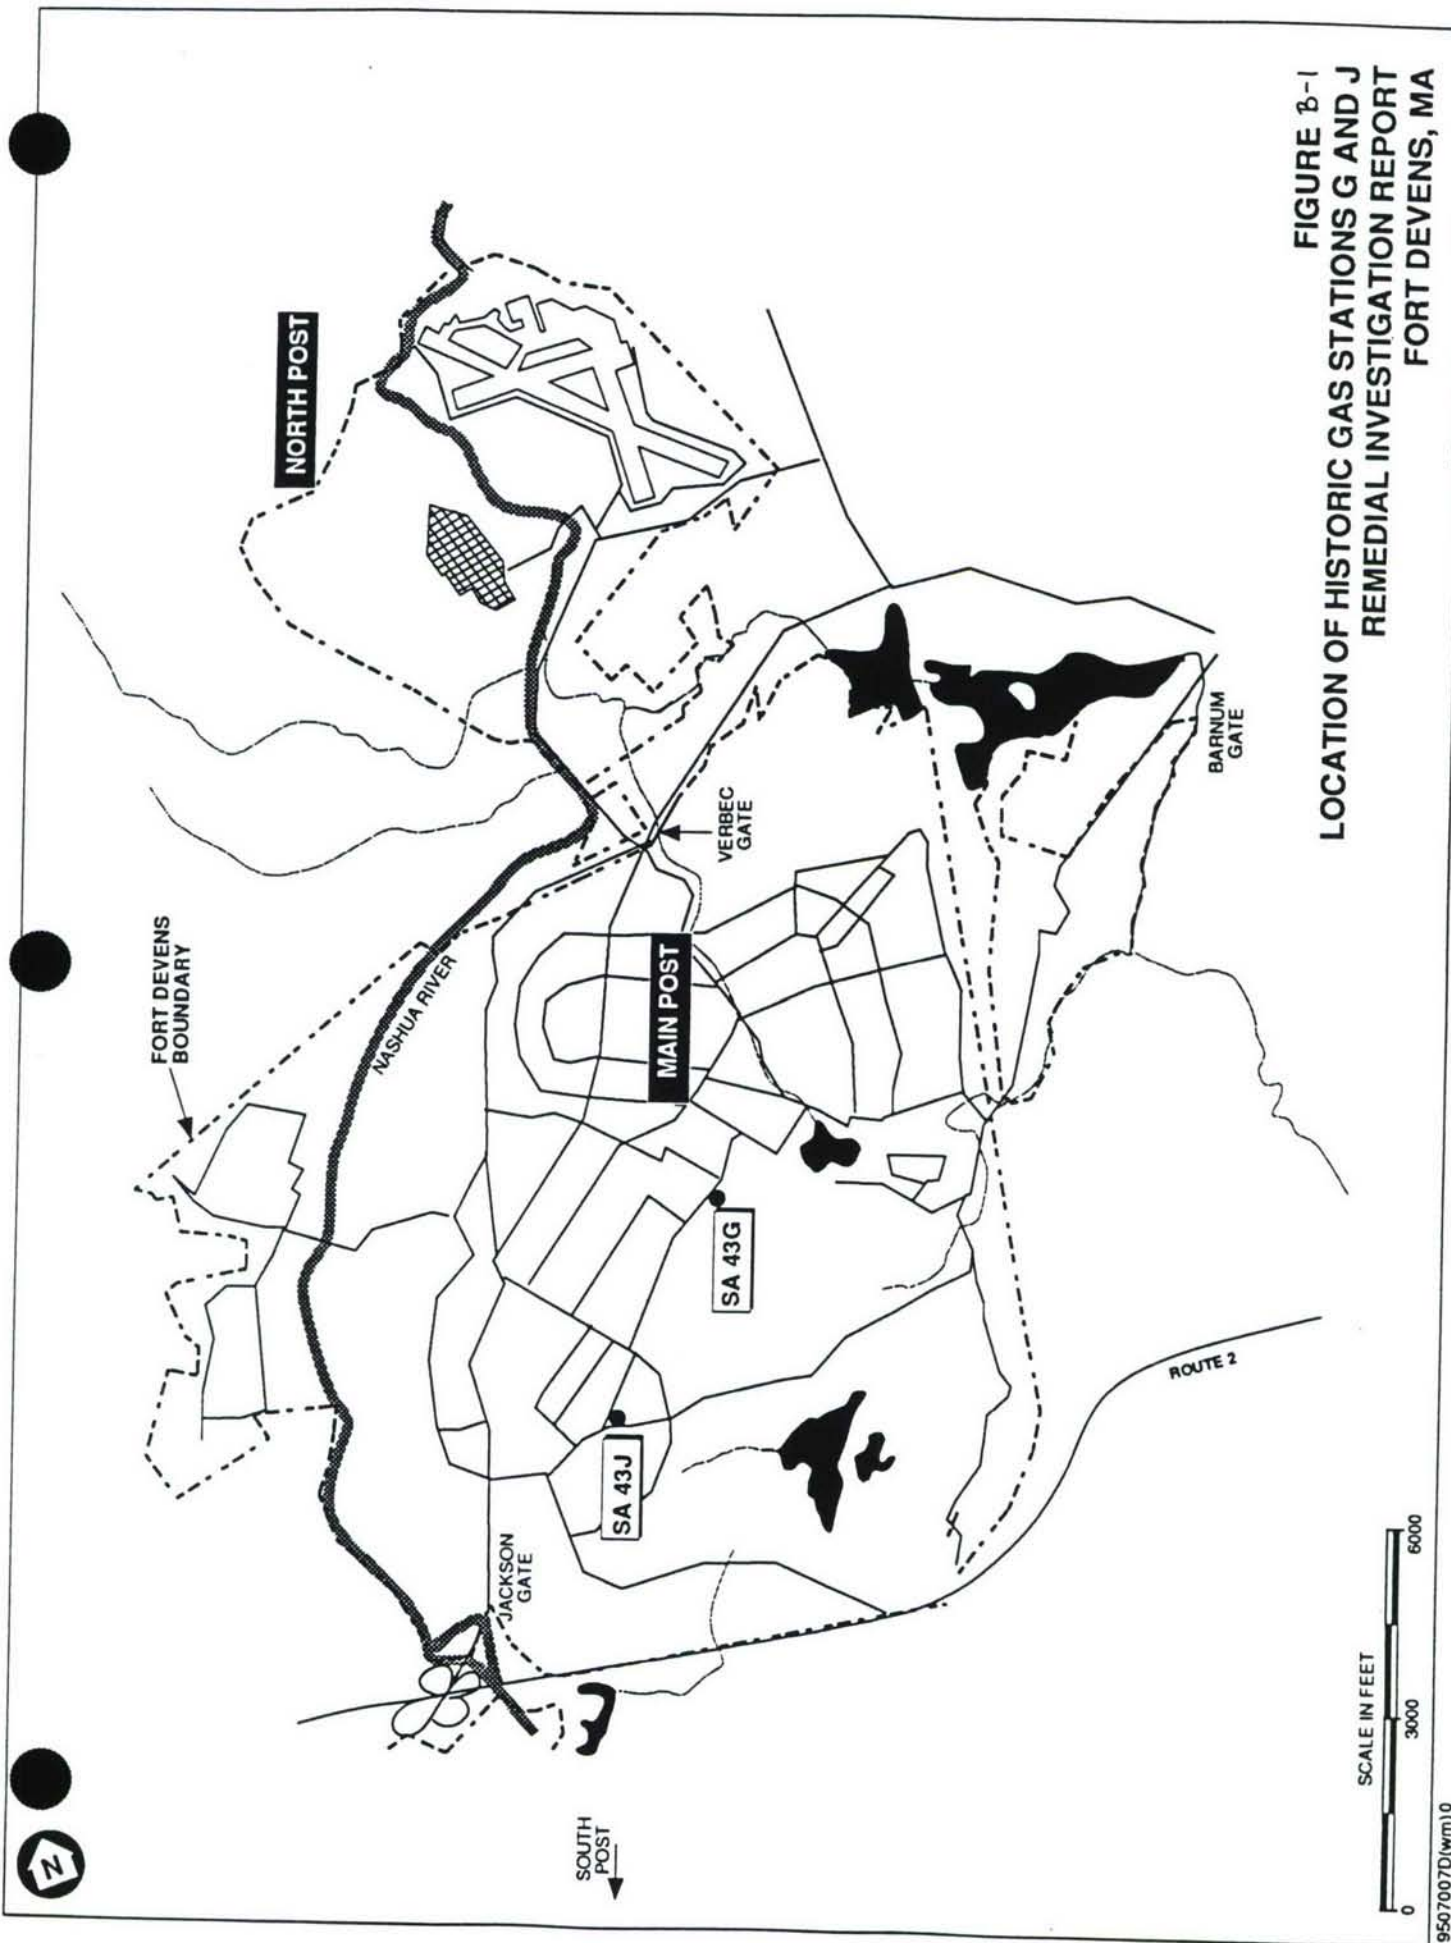 N
FORT DEVENS
BOUNDARY
NORTH POST
NASHUA RIVER
JACKSON
GATE
SOUTH
POST
SA 43J
SA 43G
MAIN POST
VERBEC
GATE
BARNUM
GATE
ROUTE 2
SCALE IN FEET
0 3000 6000
FIGURE B-1
LOCATION OF HISTORIC GAS STATIONS G AND J
REMEDIAL INVESTIGATION REPORT
FORT DEVENS, MA
9507007D(wm)10